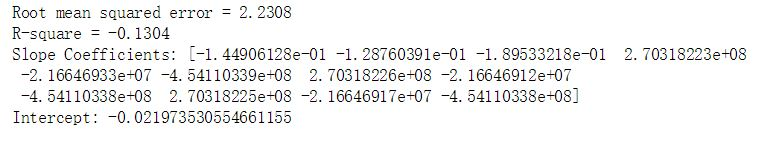 Root mean squared error = 2.2308
R-square = -0.1304
Slope Coefficients: [-1.44906128e-01 -1.28760391e-01 -1.89533218e-01  2.70318223e+08
 -2.16646933e+07 -4.54110339e+08  2.70318226e+08 -2.16646912e+07
 -4.54110338e+08  2.70318225e+08 -2.16646917e+07 -4.54110338e+08]
Intercept: -0.021973530554661155